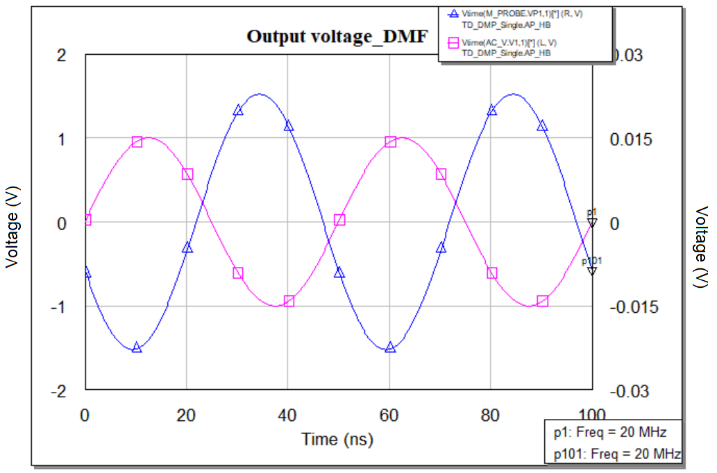 Output voltage_DMF
Vtime(M_PROBE.VP1,1)[*] (R, V)
TD_DMP_Single.AP_HB
Vtime(AC_V.V1,1)[*] (L, V)
TD_DMP_Single.AP_HB
2
1
0
-1
-2
Voltage (V)
0.03
0.015
0
-0.015
-0.03
Voltage (V)
p1
p101
0
20
40
60
80
100
Time (ns)
p1: Freq = 20 MHz
p101: Freq = 20 MHz